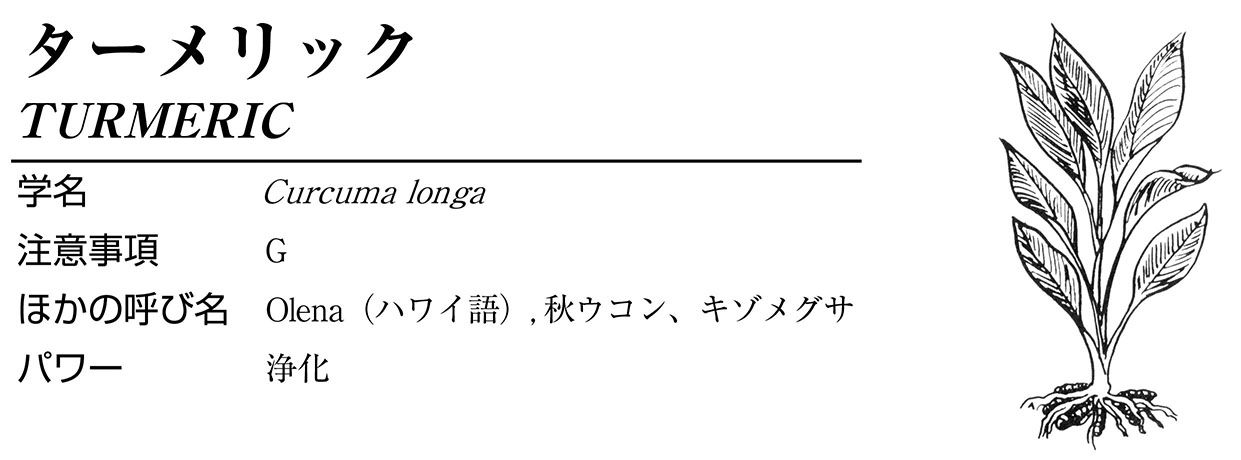 ターメリック
TURMERIC
学名 Curcuma longa
注意事項 G
ほかの呼び名 Olena（ハワイ語）,秋ウコン、キゾメグサ
パワー 浄化